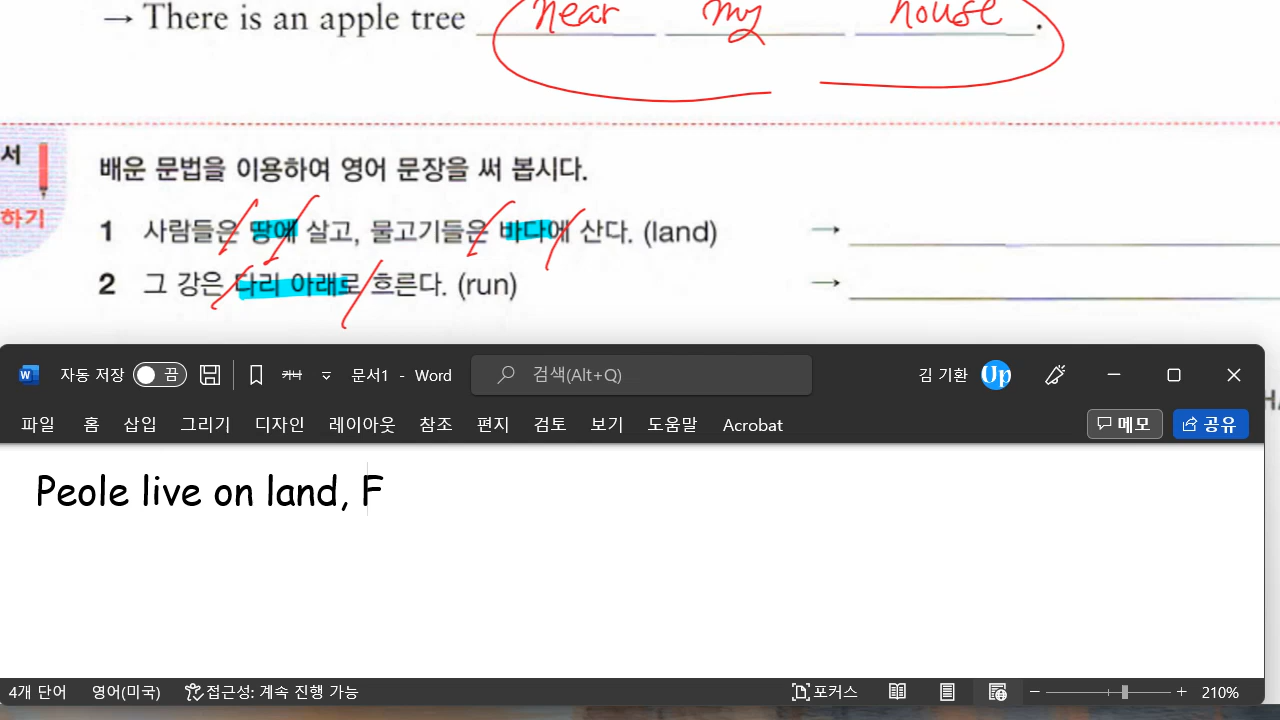 → There is an apple tree near my house.
서
하기
배운 문법을 이용하여 영어 문장을 써 봅시다.
1 사람들은 땅에 살고, 물고기들은 바다에 산다. (land) →
2 그 강은 다리 아래로 흐른다. (run) →
자동 저장 끔 문서1 - Word 검색(Alt+Q) 김 기환 Up
파일 홈 삽입 그리기 디자인 레이아웃 참조 편지 검토 보기 도움말 Acrobat 메모 공유
Peole live on land, F
4개 단어 영어(미국) 접근성: 계속 진행 가능 포커스 210%